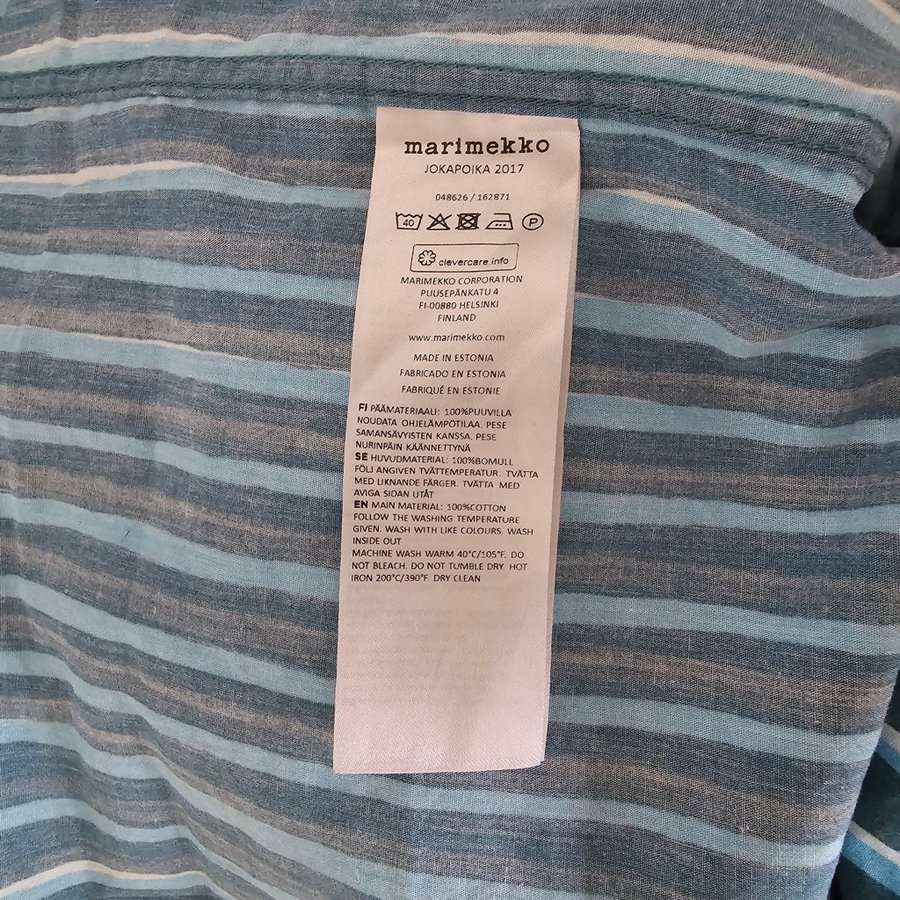 marimekko
JOKAPOIKA 2017
048626 / 162871
40 P
clevercare.info
MARIMEKKO CORPORATION
PUUSEPÄNKATU 4
FI-00880 HELSINKI
FINLAND
www.marimekko.com
MADE IN ESTONIA
FABRICADO EN ESTONIA
FABRIQUÉ EN ESTONIE
FI PÄÄMATERIAALI: 100%PUUVILLA
NOUDATA OHJELÄMPÖTILAA. PESE
SAMANSÄVYISTEN KANSSA. PESE
NURINPÄIN KÄÄNNETTYNÄ
SE HUVUDMATERIAL: 100%BOMULL
FÖLJ ANGIVEN TVÄTTEMPERATUR. TVÄTTA
MED LIKNANDE FÄRGER. TVÄTTA MED
AVIGA SIDAN UTÅT
EN MAIN MATERIAL: 100%COTTON
FOLLOW THE WASHING TEMPERATURE
GIVEN. WASH WITH LIKE COLOURS. WASH
INSIDE OUT
MACHINE WASH WARM 40°C/105°F. DO
NOT BLEACH. DO NOT TUMBLE DRY. HOT
IRON 200°C/390°F. DRY CLEAN